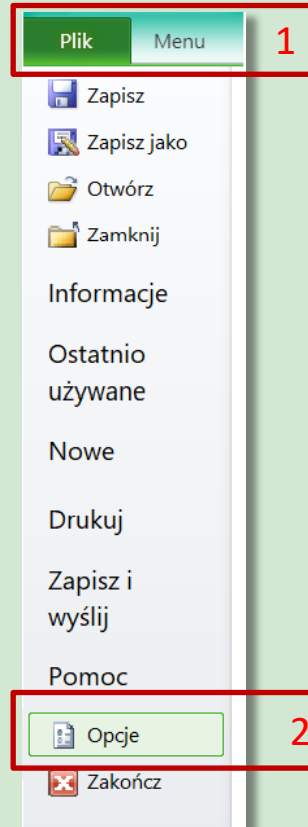 Plik Menu 1
Zapisz
Zapisz jako
Otwórz
Zamknij
Informacje
Ostatnio
używane
Nowe
Drukuj
Zapisz i
wyślij
Pomoc
Opcje 2
Zakończ